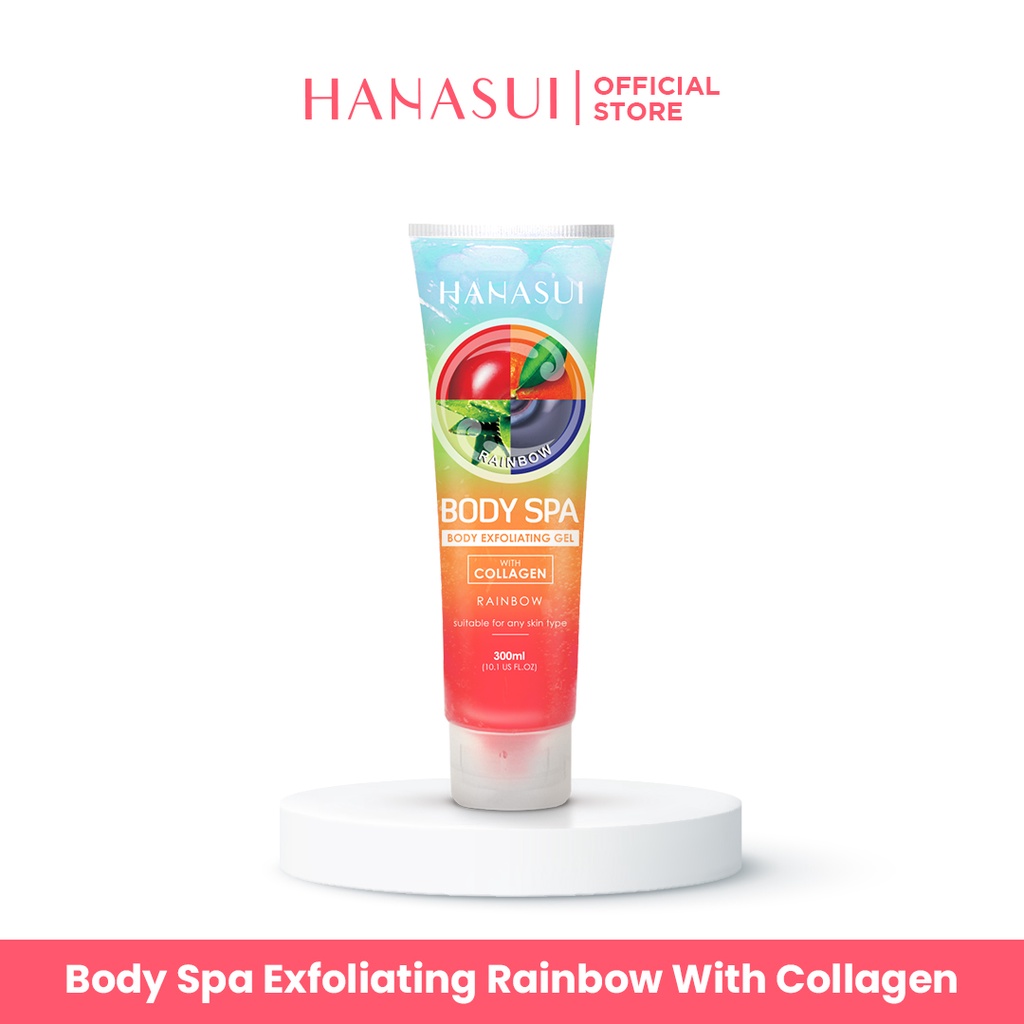 HANASUI
OFFICIAL
STORE
HANASUI
RAINBOW
BODY SPA
BODY EXFOLIATING GEL
WITH
COLLAGEN
RAINBOW
suitable for any skin type
300ml
(10.1 US FL.OZ)
Body Spa Exfoliating Rainbow With Collagen